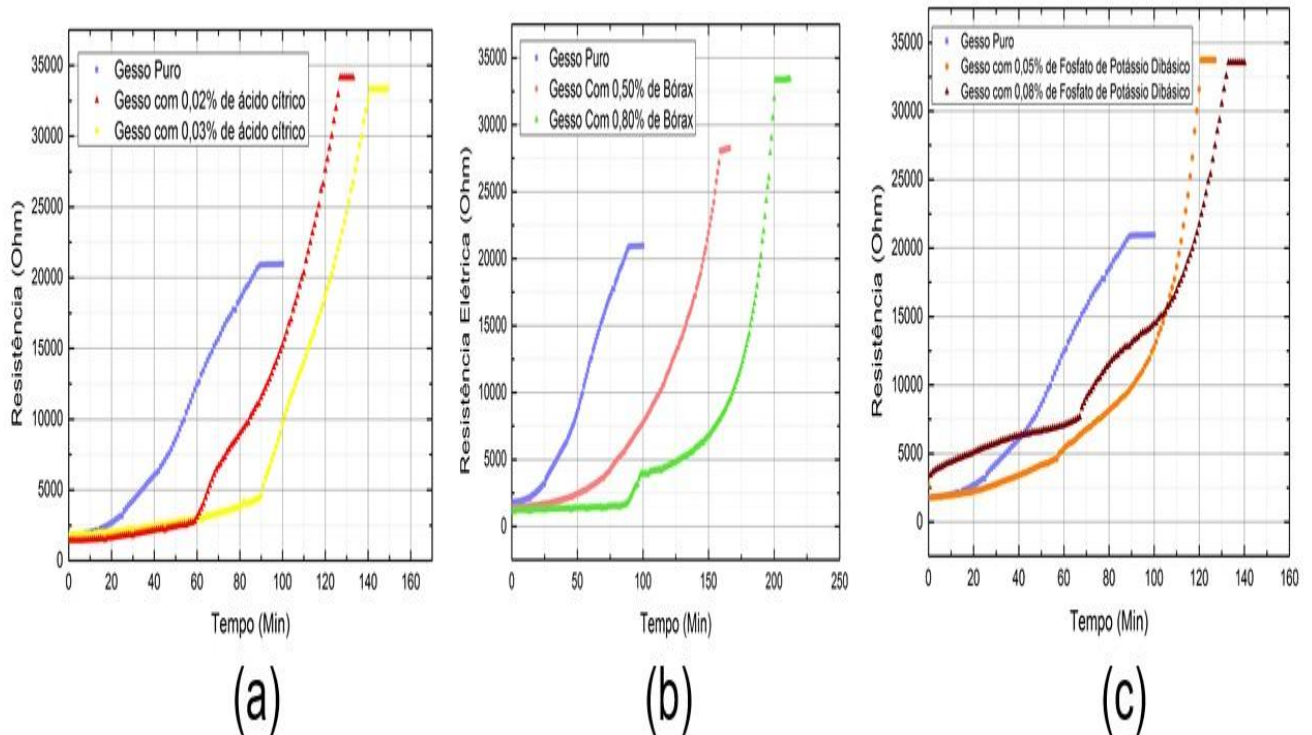 Gesso Puro
Gesso com 0,02% de ácido cítrico
Gesso com 0,03% de ácido cítrico
Resistência (Ohm)
35000
30000
25000
20000
15000
10000
5000
0
0 20 40 60 80 100 120 140 160
Tempo (Min)
(a)
Gesso Puro
Gesso Com 0,50% de Bórax
Gesso Com 0,80% de Bórax
Resistência Elétrica (Ohm)
35000
30000
25000
20000
15000
10000
5000
0
0 50 100 150 200 250
Tempo (Min)
(b)
Gesso Puro
Gesso com 0,05% de Fosfato de Potássio Dibásico
Gesso com 0,08% de Fosfato de Potássio Dibásico
Resistência (Ohm)
35000
30000
25000
20000
15000
10000
5000
0
0 20 40 60 80 100 120 140 160
Tempo (Min)
(c)